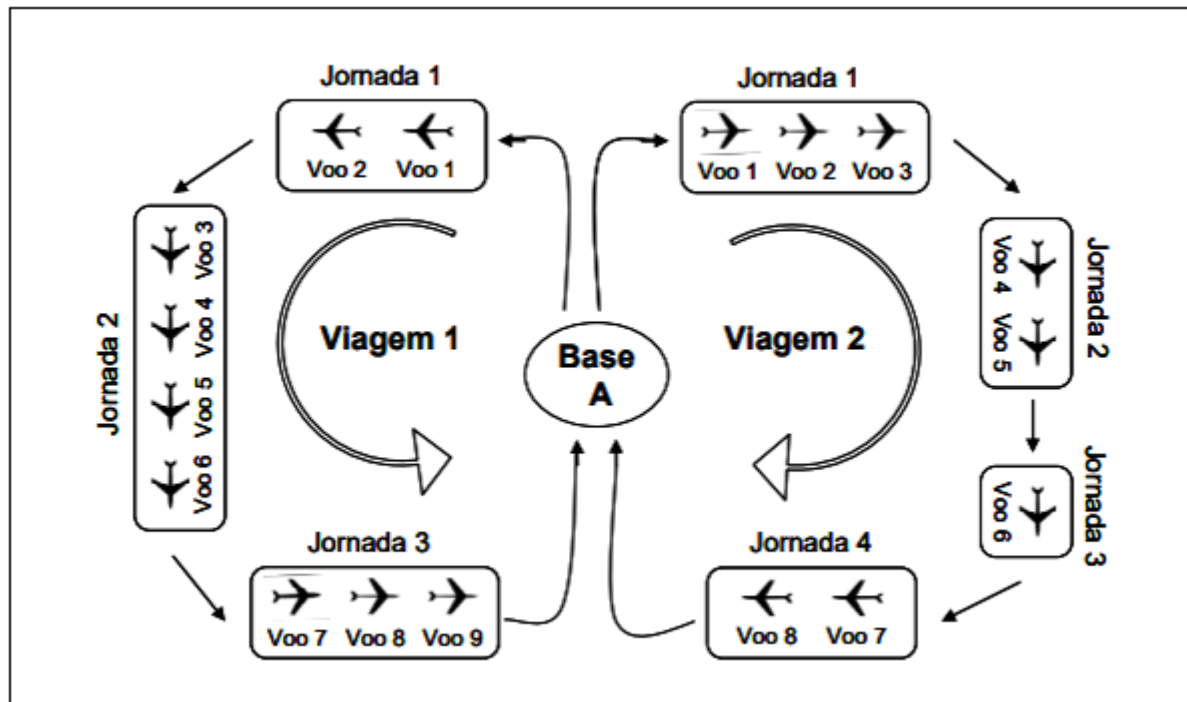 Jornada 1
Voo 2 Voo 1
Jornada 2
Voo 3
Voo 4
Voo 5
Voo 6
Jornada 3
Voo 7 Voo 8 Voo 9
Viagem 1
Base
A
Viagem 2
Jornada 1
Voo 1 Voo 2 Voo 3
Jornada 2
Voo 4
Voo 5
Jornada 3
Voo 6
Jornada 4
Voo 8 Voo 7